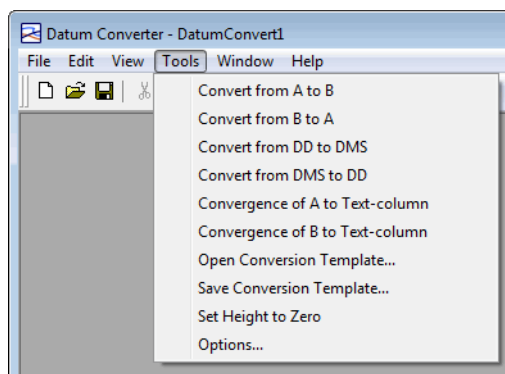 Datum Converter - DatumConvert1
File Edit View Tools Window Help
Convert from A to B
Convert from B to A
Convert from DD to DMS
Convert from DMS to DD
Convergence of A to Text-column
Convergence of B to Text-column
Open Conversion Template...
Save Conversion Template...
Set Height to Zero
Options...